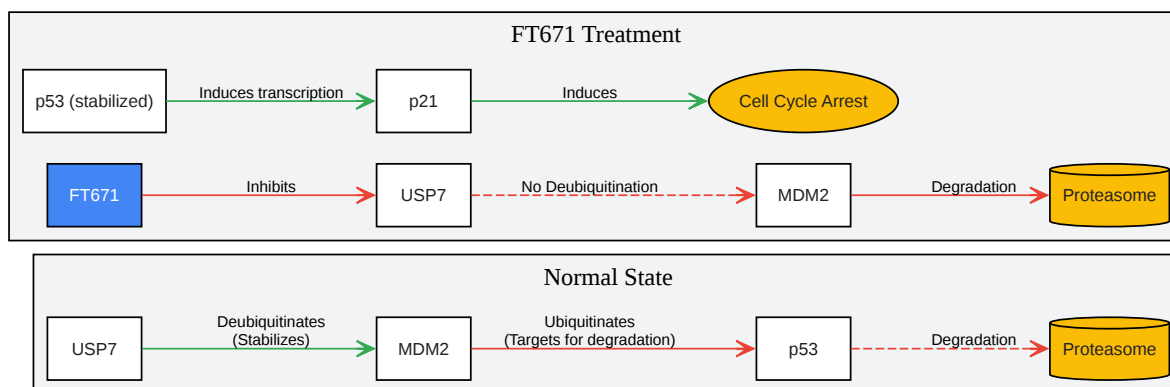 FT671 Treatment
p53 (stabilized)
Induces transcription
p21
Induces
Cell Cycle Arrest
FT671
Inhibits
USP7
No Deubiquitination
MDM2
Degradation
Proteasome
Normal State
USP7
Deubiquitinates
(Stabilizes)
MDM2
Ubiquitinates
(Targets for degradation)
p53
Degradation
Proteasome